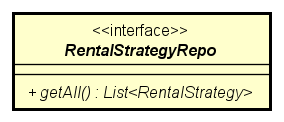 <<interface>>
RentalStrategyRepo
+ getAll() : List<RentalStrategy>